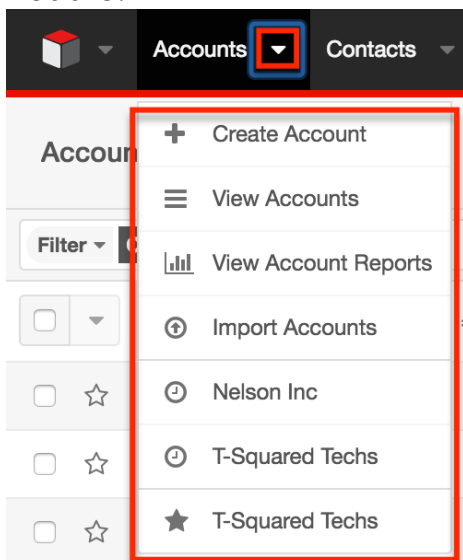 Accounts Contacts
Accoun
Create Account
View Accounts
Filter
View Account Reports
Import Accounts
Nelson Inc
T-Squared Techs
T-Squared Techs